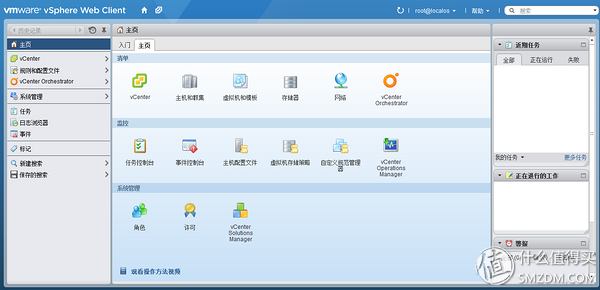 vmware vSphere Web Client
root@localos
帮助
搜索
历史记录
主页
vCenter
规则和配置文件
vCenter Orchestrator
系统管理
任务
日志浏览器
事件
标记
新建搜索
保存的搜索
主页
入门
主页
清单
vCenter
主机和群集
虚拟机和模板
存储器
网络
vCenter
Orchestrator
监控
任务控制台
事件控制台
主机配置文件
虚拟机存储策略
自定义规范管理
器
vCenter
Operations
Manager
系统管理
角色
许可
vCenter
Solutions
Manager
观看操作方法视频
近期任务
全部
正在运行
失败
我的任务
更多任务
正在进行的工作
警报
值 什么值得买
SMZDM.COM